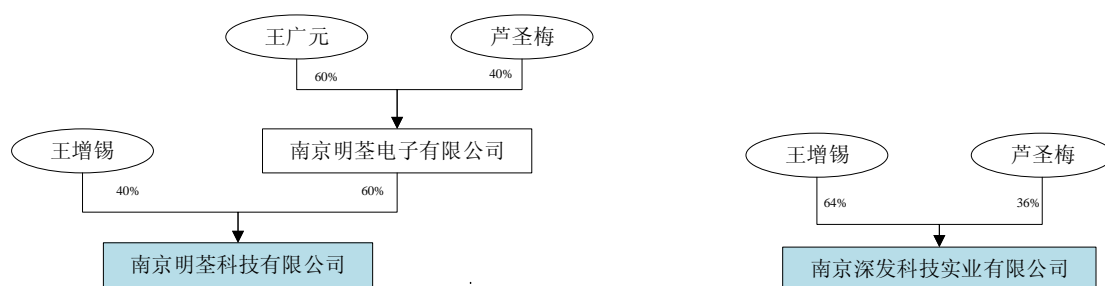 王广元
芦圣梅
60%
40%
南京明荃电子有限公司
王增锡
40%
60%
南京明荃科技有限公司
王增锡
芦圣梅
64%
36%
南京深发科技实业有限公司